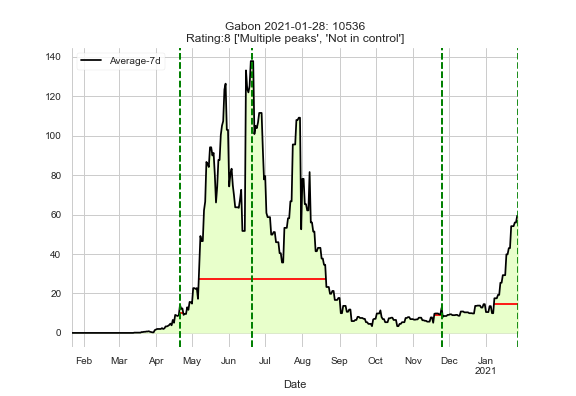 Gabon 2021-01-28: 10536
Rating:8 ['Multiple peaks', 'Not in control']
Average-7d
140
120
100
80
60
40
20
0
Feb Mar Apr May Jun Jul Aug Sep Oct Nov Dec Jan
2021
Date